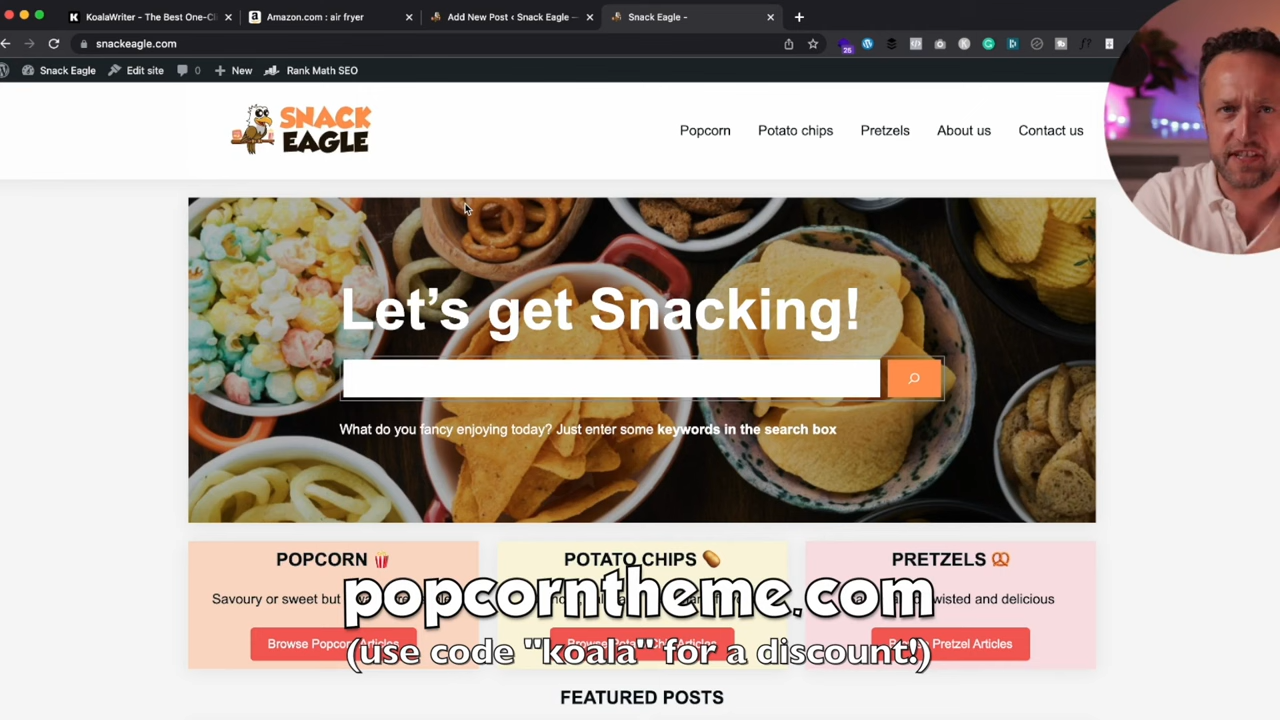 KoalaWriter - The Best One-Cli
Amazon.com : air fryer
Add New Post ‹ Snack Eagle —
Snack Eagle -
snackeagle.com
25
Snack Eagle
Edit site
0
New
Rank Math SEO
SNACK
EAGLE
Popcorn
Potato chips
Pretzels
About us
Contact us
Let’s get Snacking!
What do you fancy enjoying today? Just enter some keywords in the search box
POPCORN
POTATO CHIPS
PRETZELS
Savoury or sweet but
wisted and delicious
popcorntheme.com
Browse Popcorn Articles
Browse Pretzel Articles
(use code "koala" for a discount!)
FEATURED POSTS